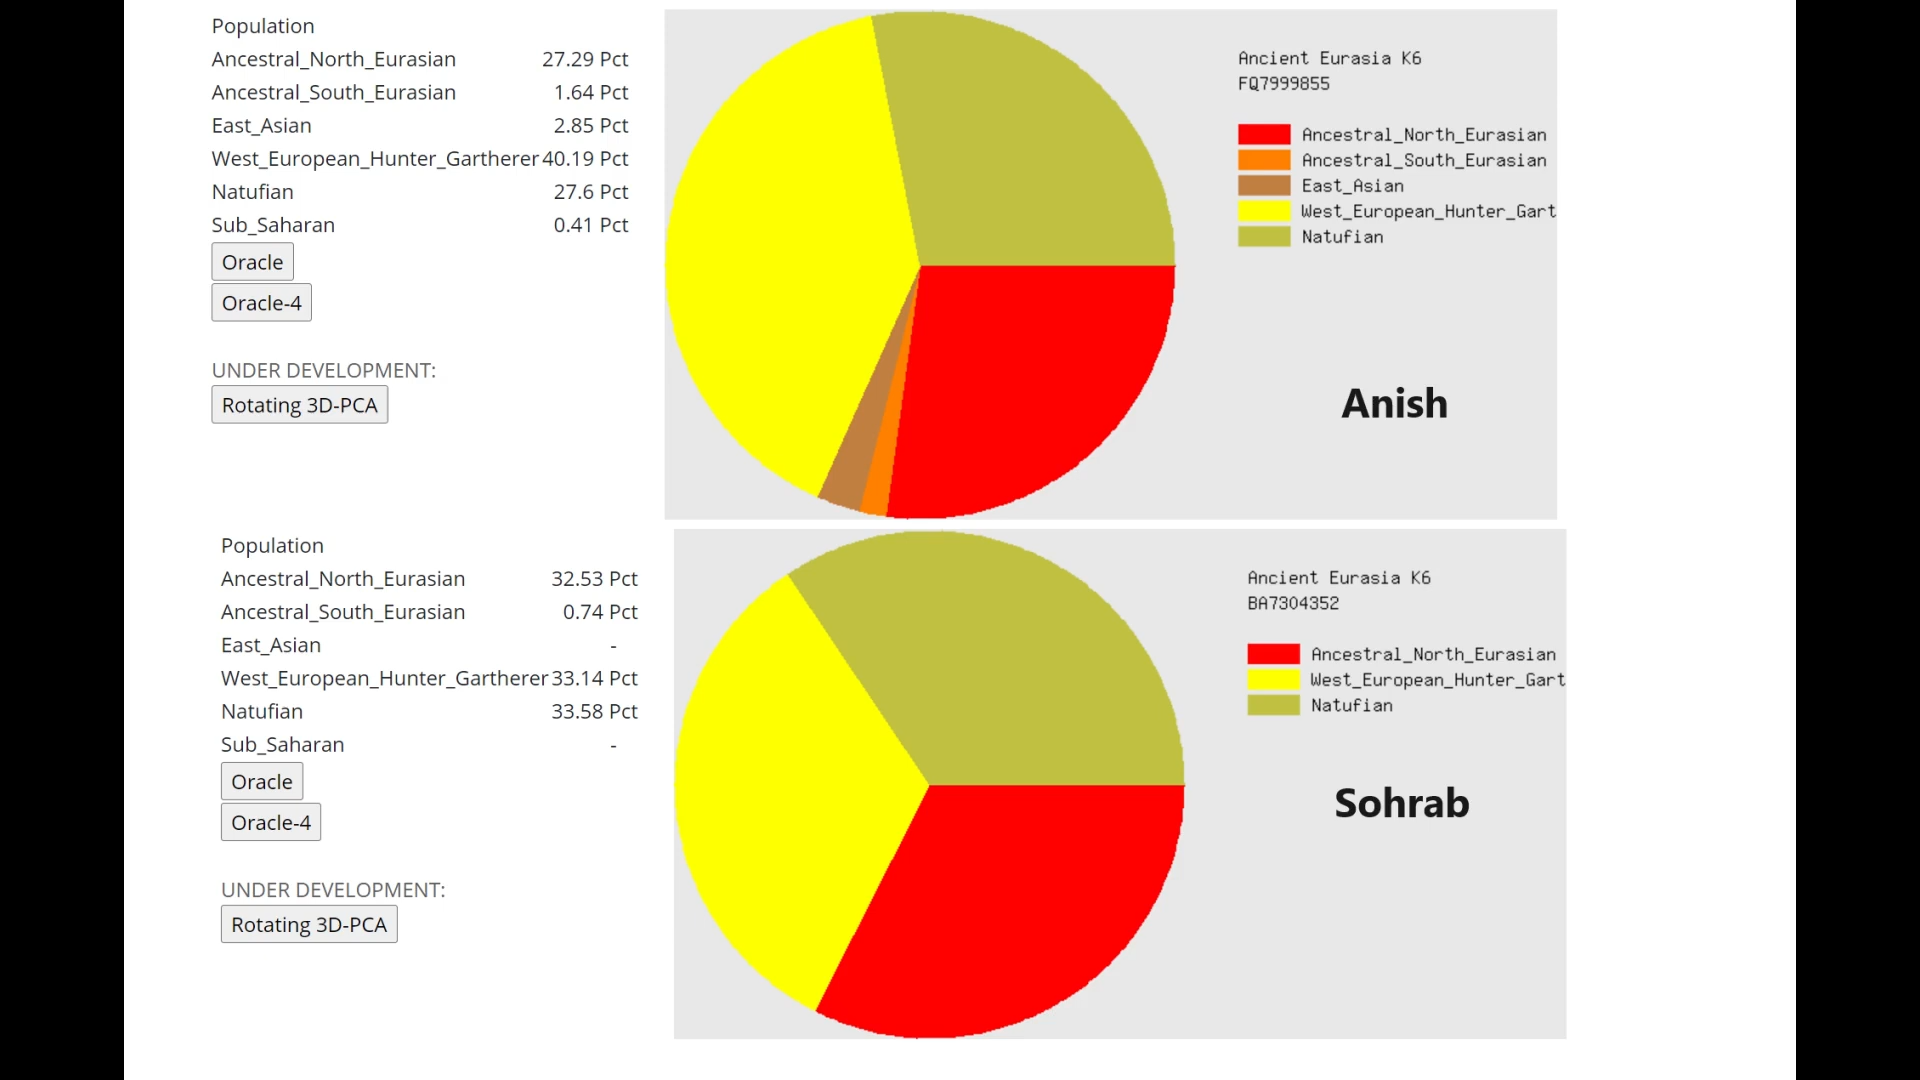 Population
Ancestral_North_Eurasian 27.29 Pct
Ancestral_South_Eurasian 1.64 Pct
East_Asian 2.85 Pct
West_European_Hunter_Gartherer 40.19 Pct
Natufian 27.6 Pct
Sub_Saharan 0.41 Pct
Oracle
Oracle-4
UNDER DEVELOPMENT:
Rotating 3D-PCA
Ancient Eurasia K6
FQ7999855
Ancestral_North_Eurasian
Ancestral_South_Eurasian
East_Asian
West_European_Hunter_Gart
Natufian
Anish
Population
Ancestral_North_Eurasian 32.53 Pct
Ancestral_South_Eurasian 0.74 Pct
East_Asian -
West_European_Hunter_Gartherer 33.14 Pct
Natufian 33.58 Pct
Sub_Saharan -
Oracle
Oracle-4
UNDER DEVELOPMENT:
Rotating 3D-PCA
Ancient Eurasia K6
BA7304352
Ancestral_North_Eurasian
West_European_Hunter_Gart
Natufian
Sohrab